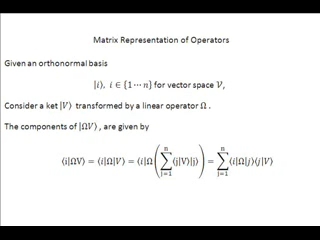 Matrix Representation of Operators
Given an orthonormal basis
|i⟩, i ∈ {1 ⋯ n} for vector space 𝒱,
Consider a ket |V⟩ transformed by a linear operator Ω .
The components of |ΩV⟩ , are given by
⟨i|ΩV⟩ = ⟨i|Ω|V⟩ = ⟨i|Ω(∑_{j=1}^{n}⟨j|V⟩|j⟩) = ∑_{j=1}^{n}⟨i|Ω|j⟩⟨j|V⟩